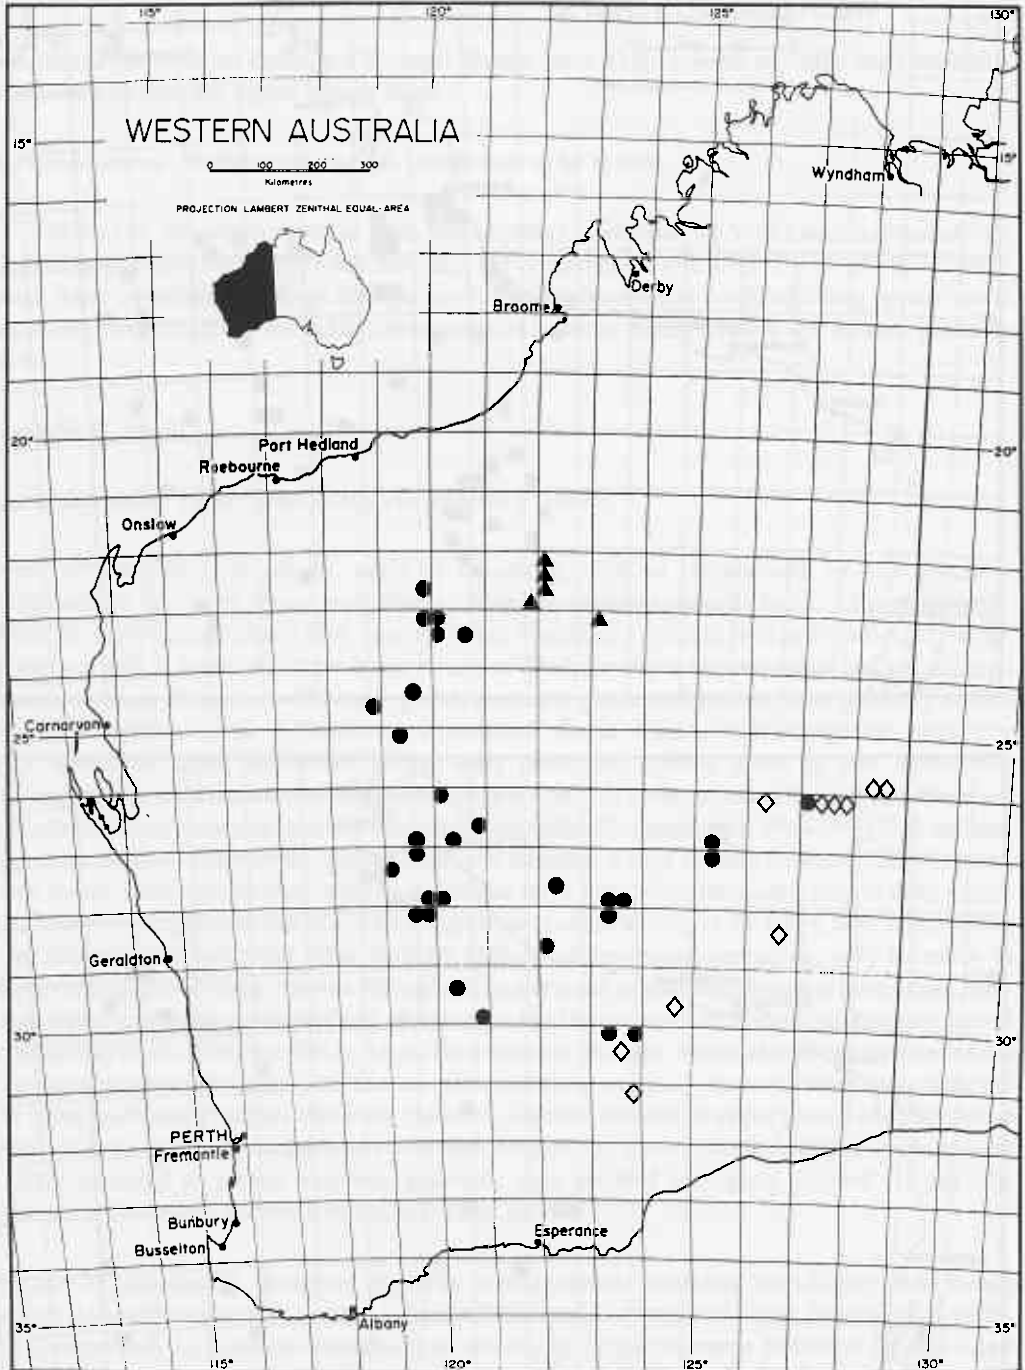 115° 120° 125° 130°
WESTERN AUSTRALIA
0 100 200 300
Kilometres
PROJECTION LAMBERT ZENITHAL EQUAL-AREA
15° 15°
Wyndham
Derby
Broome
20° 20°
Port Hedland
Roebourne
Onslow
Carnarvon
25° 25°
Geraldton
30° 30°
PERTH
Fremantle
Bunbury
Busselton
Esperance
Albany
35° 35°
115° 120° 125° 130°